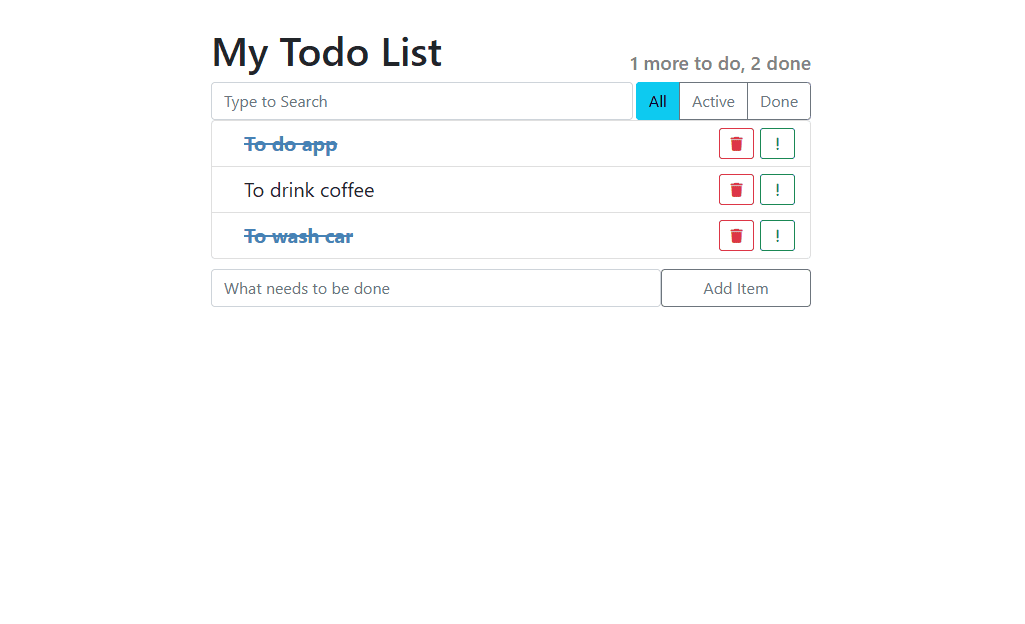 My Todo List
1 more to do, 2 done
Type to Search
All Active Done
To do app !
To drink coffee !
To wash car !
What needs to be done Add Item